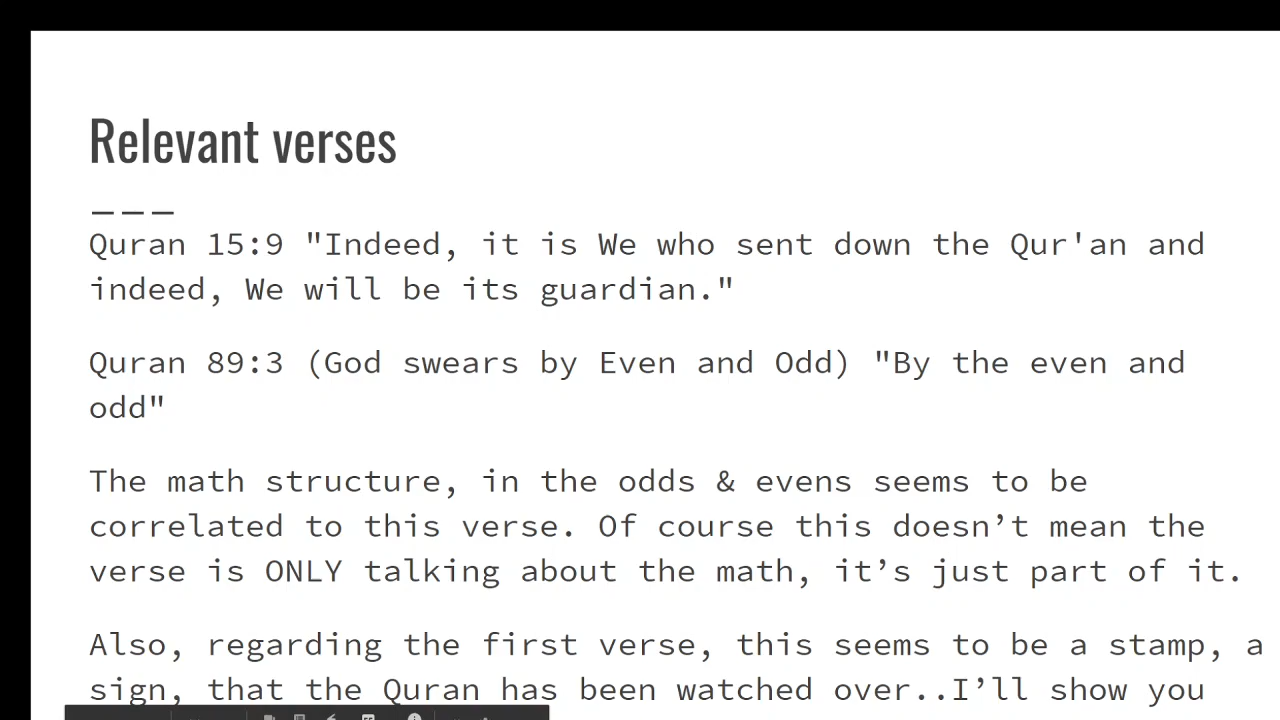 Relevant verses
Quran 15:9 "Indeed, it is We who sent down the Qur'an and
indeed, We will be its guardian."
Quran 89:3 (God swears by Even and Odd) "By the even and
odd"
The math structure, in the odds & evens seems to be
correlated to this verse. Of course this doesn’t mean the
verse is ONLY talking about the math, it’s just part of it.
Also, regarding the first verse, this seems to be a stamp, a
sign, that the Quran has been watched over..I’ll show you